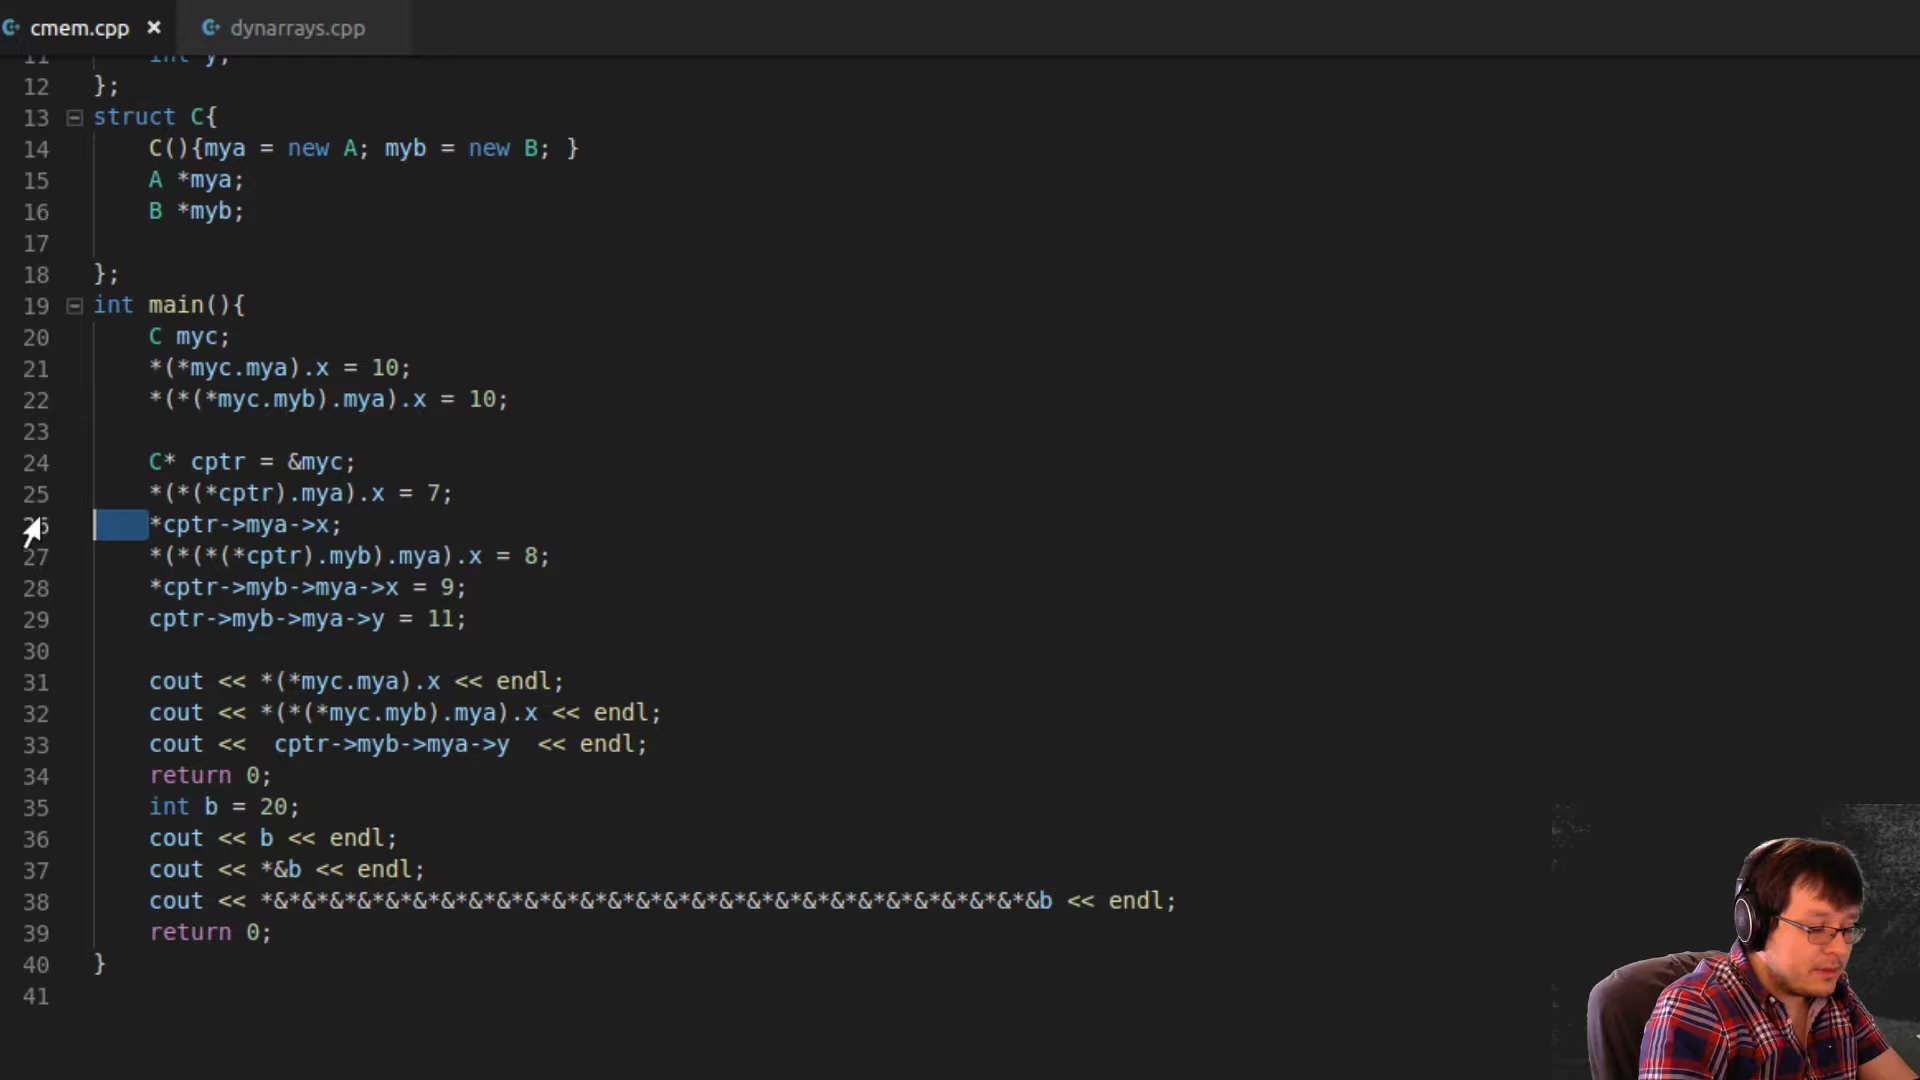 cmem.cpp × dynarrays.cpp
11 int y;
12 };
13 struct C{
14 C(){mya = new A; myb = new B; }
15 A *mya;
16 B *myb;
17
18 };
19 int main(){
20 C myc;
21 *(*myc.mya).x = 10;
22 *(*(*myc.myb).mya).x = 10;
23
24 C* cptr = &myc;
25 *(*(*cptr).mya).x = 7;
26 *cptr->mya->x;
27 *(*(*(*cptr).myb).mya).x = 8;
28 *cptr->myb->mya->x = 9;
29 cptr->myb->mya->y = 11;
30
31 cout << *(*myc.mya).x << endl;
32 cout << *(*(*myc.myb).mya).x << endl;
33 cout << cptr->myb->mya->y << endl;
34 return 0;
35 int b = 20;
36 cout << b << endl;
37 cout << *&b << endl;
38 cout << *&*&*&*&*&*&*&*&*&*&*&*&*&*&*&*&*&*&*&*&*&*&*&*&*&*&*&*&b << endl;
39 return 0;
40 }
41